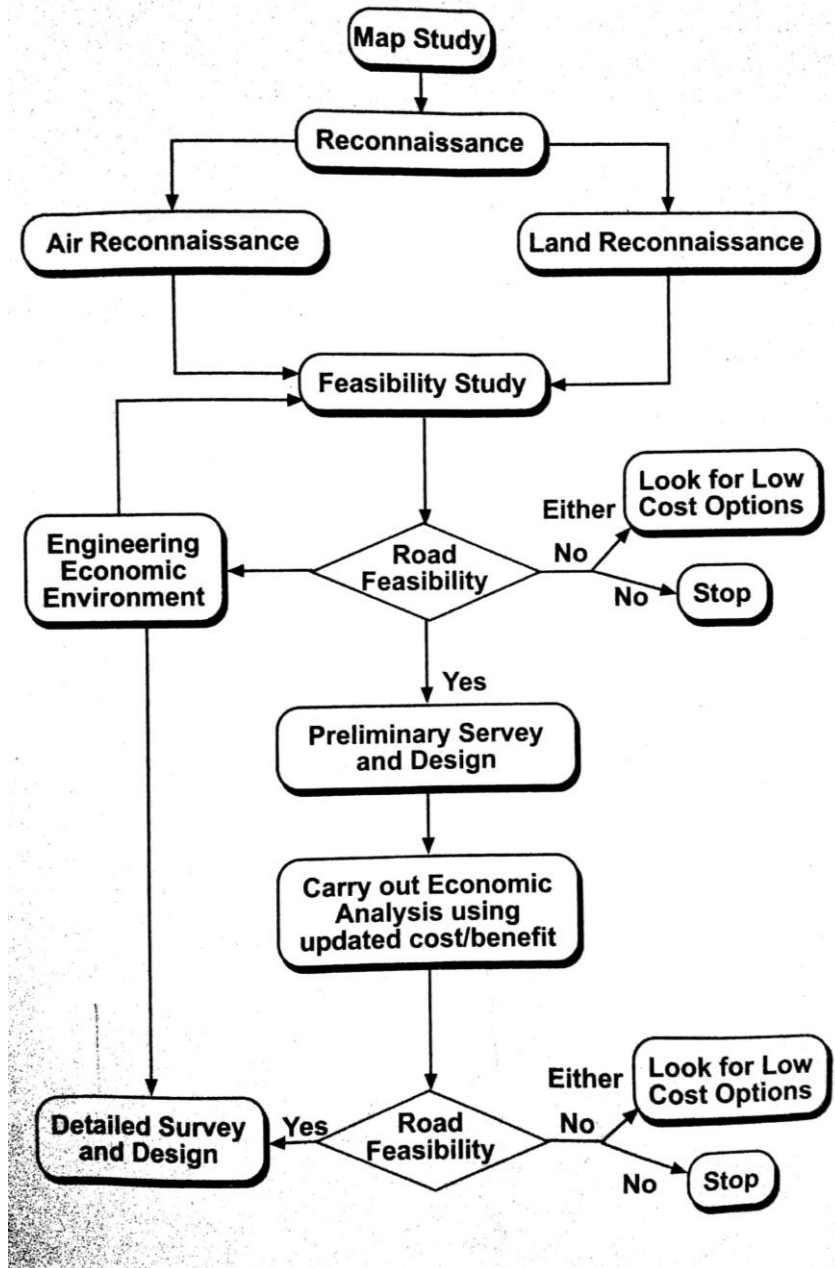 Map Study
Reconnaissance
Air Reconnaissance
Land Reconnaissance
Feasibility Study
Look for Low
Cost Options
Either
Engineering
Economic
Environment
Road
Feasibility
No
No
Stop
Yes
Preliminary Servey
and Design
Carry out Economic
Analysis using
updated cost/benefit
Look for Low
Cost Options
Either
Detailed Survey
and Design
Yes
Road
Feasibility
No
No
Stop